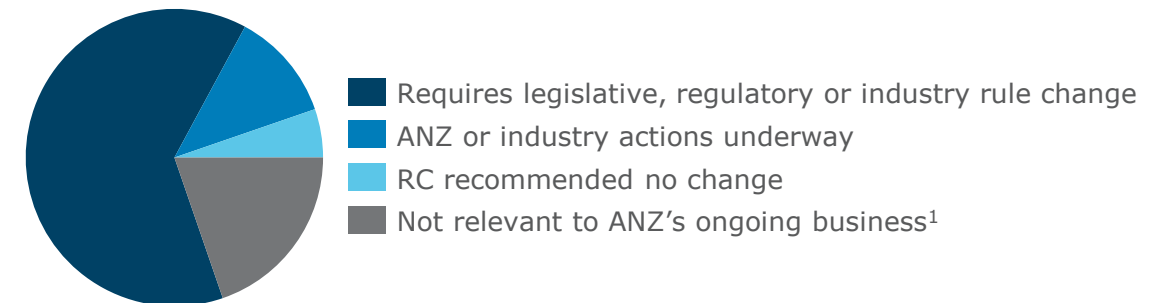 Requires legislative, regulatory or industry rule change
ANZ or industry actions underway
RC recommended no change
Not relevant to ANZ’s ongoing business¹